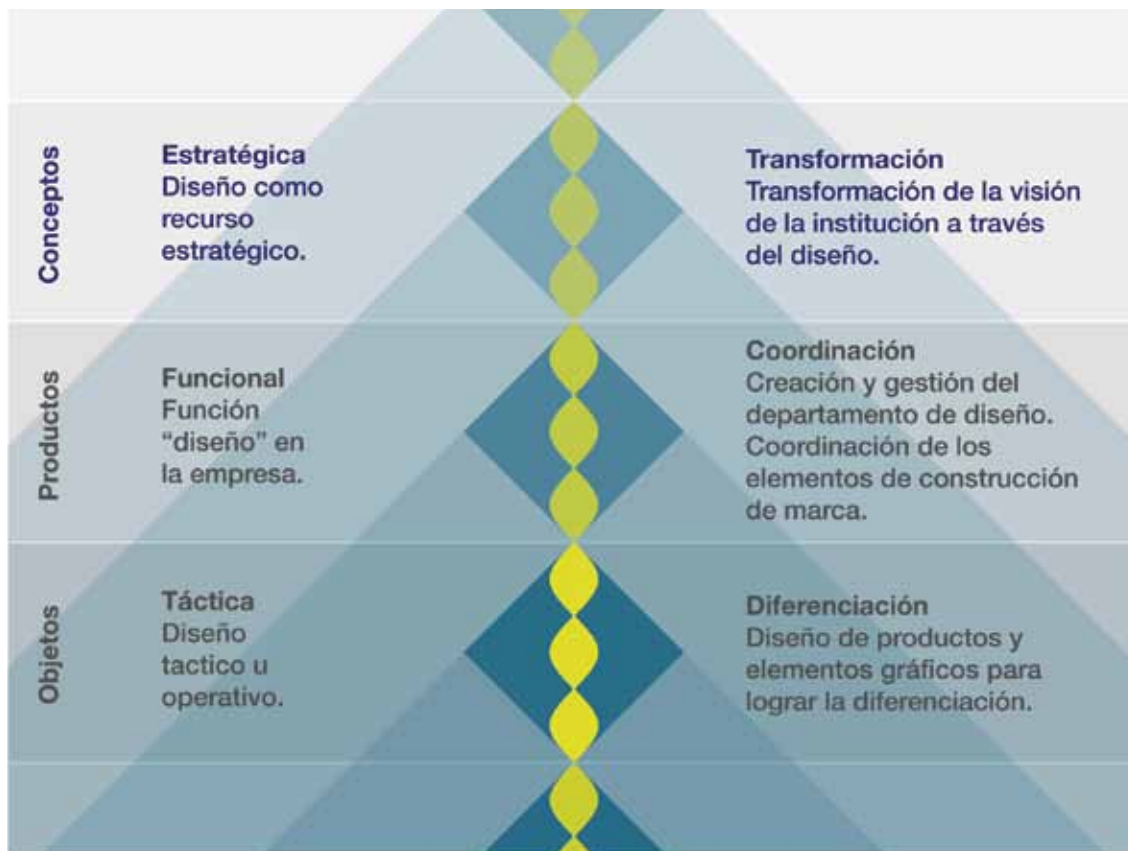 Conceptos
Estratégica
Diseño como
recurso
estratégico.
Transformación
Transformación de la visión
de la institución a través
del diseño.
Productos
Funcional
Función
“diseño” en
la empresa.
Coordinación
Creación y gestión del
departamento de diseño.
Coordinación de los
elementos de construcción
de marca.
Objetos
Táctica
Diseño
tactico u
operativo.
Diferenciación
Diseño de productos y
elementos gráficos para
lograr la diferenciación.